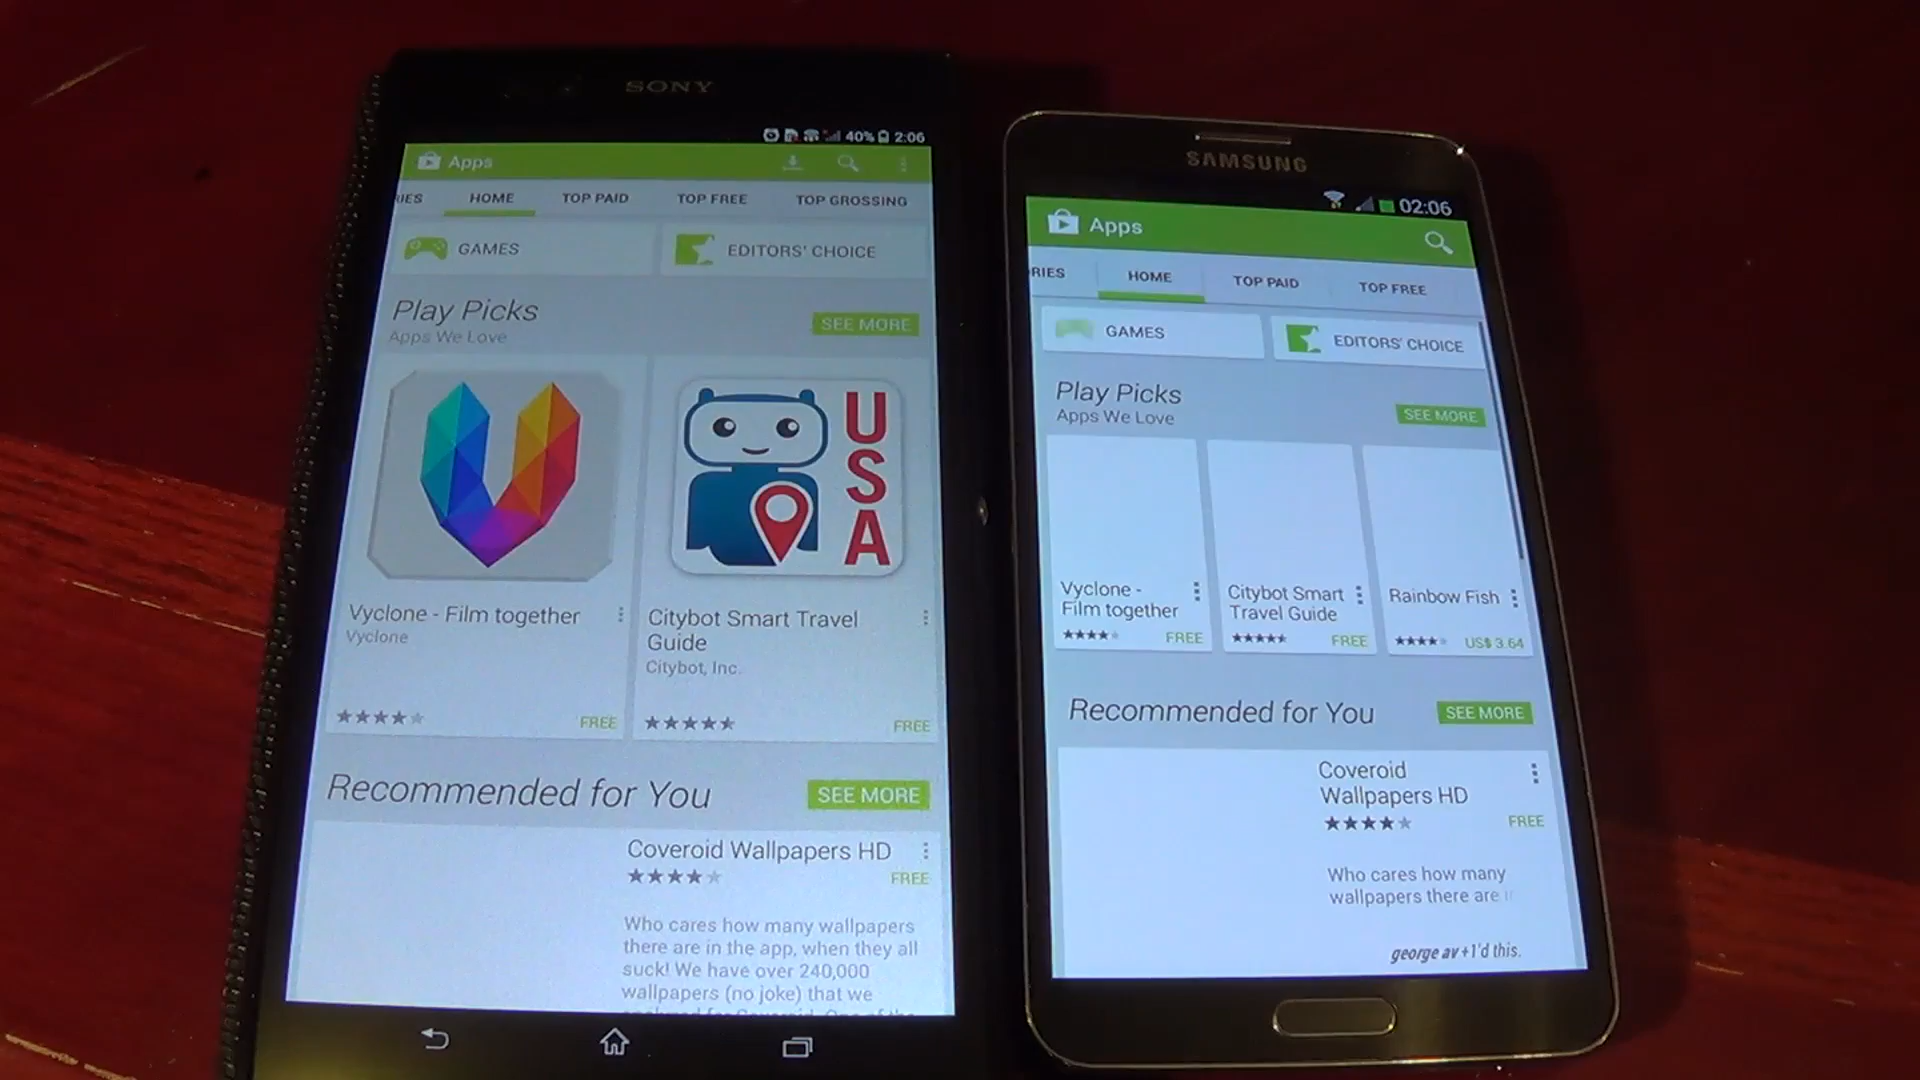 SONY
40% 2:06
Apps
RIES HOME TOP PAID TOP FREE TOP GROSSING
GAMES EDITORS' CHOICE
Play Picks
Apps We Love
SEE MORE
USA
Vyclone - Film together
Vyclone
FREE
Citybot Smart Travel
Guide
Citybot, Inc.
FREE
Recommended for You
SEE MORE
Coveroid Wallpapers HD
FREE
Who cares how many wallpapers
there are in the app, when they all
suck! We have over 240,000
wallpapers (no joke) that we
SAMSUNG
02:06
Apps
RIES HOME TOP PAID TOP FREE
GAMES EDITORS' CHOICE
Play Picks
Apps We Love
SEE MORE
Vyclone -
Film together
FREE
Citybot Smart
Travel Guide
FREE
Rainbow Fish
US$ 3.64
Recommended for You
SEE MORE
Coveroid
Wallpapers HD
FREE
Who cares how many
wallpapers there are
george av +1'd this.